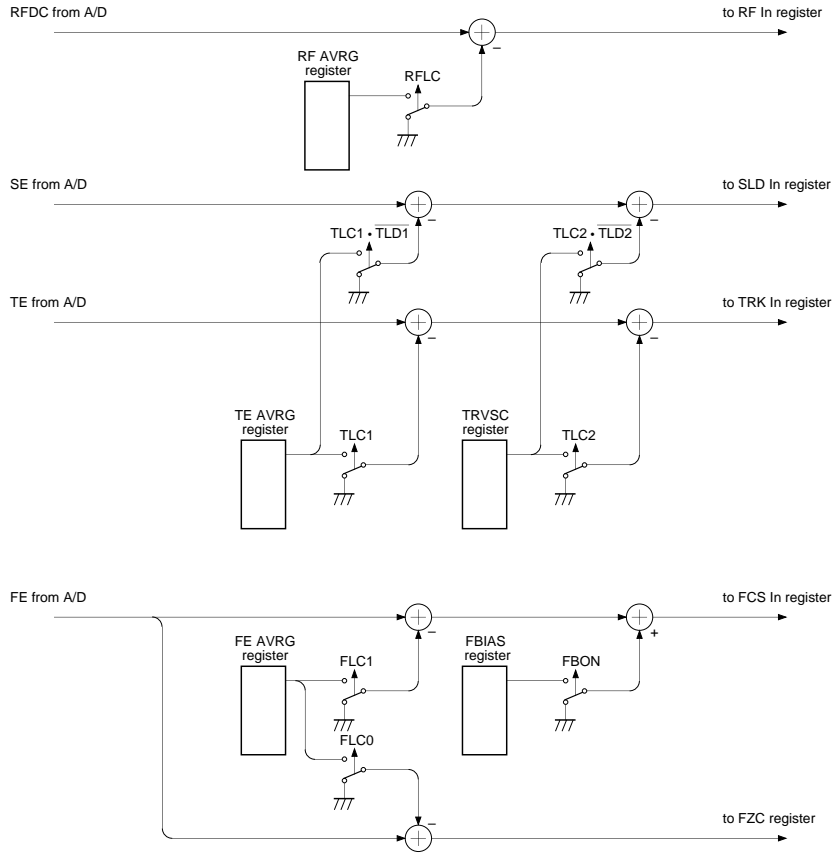 RFDC from A/D
to RF In register
−
RF AVRG
register
RFLC
SE from A/D
to SLD In register
−
−
TLC1 • T̅L̅D̅1̅
TLC2 • T̅L̅D̅2̅
TE from A/D
to TRK In register
−
−
TE AVRG
register
TLC1
TRVSC
register
TLC2
FE from A/D
to FCS In register
−
+
FE AVRG
register
FLC1
FBIAS
register
FBON
FLC0
−
to FZC register